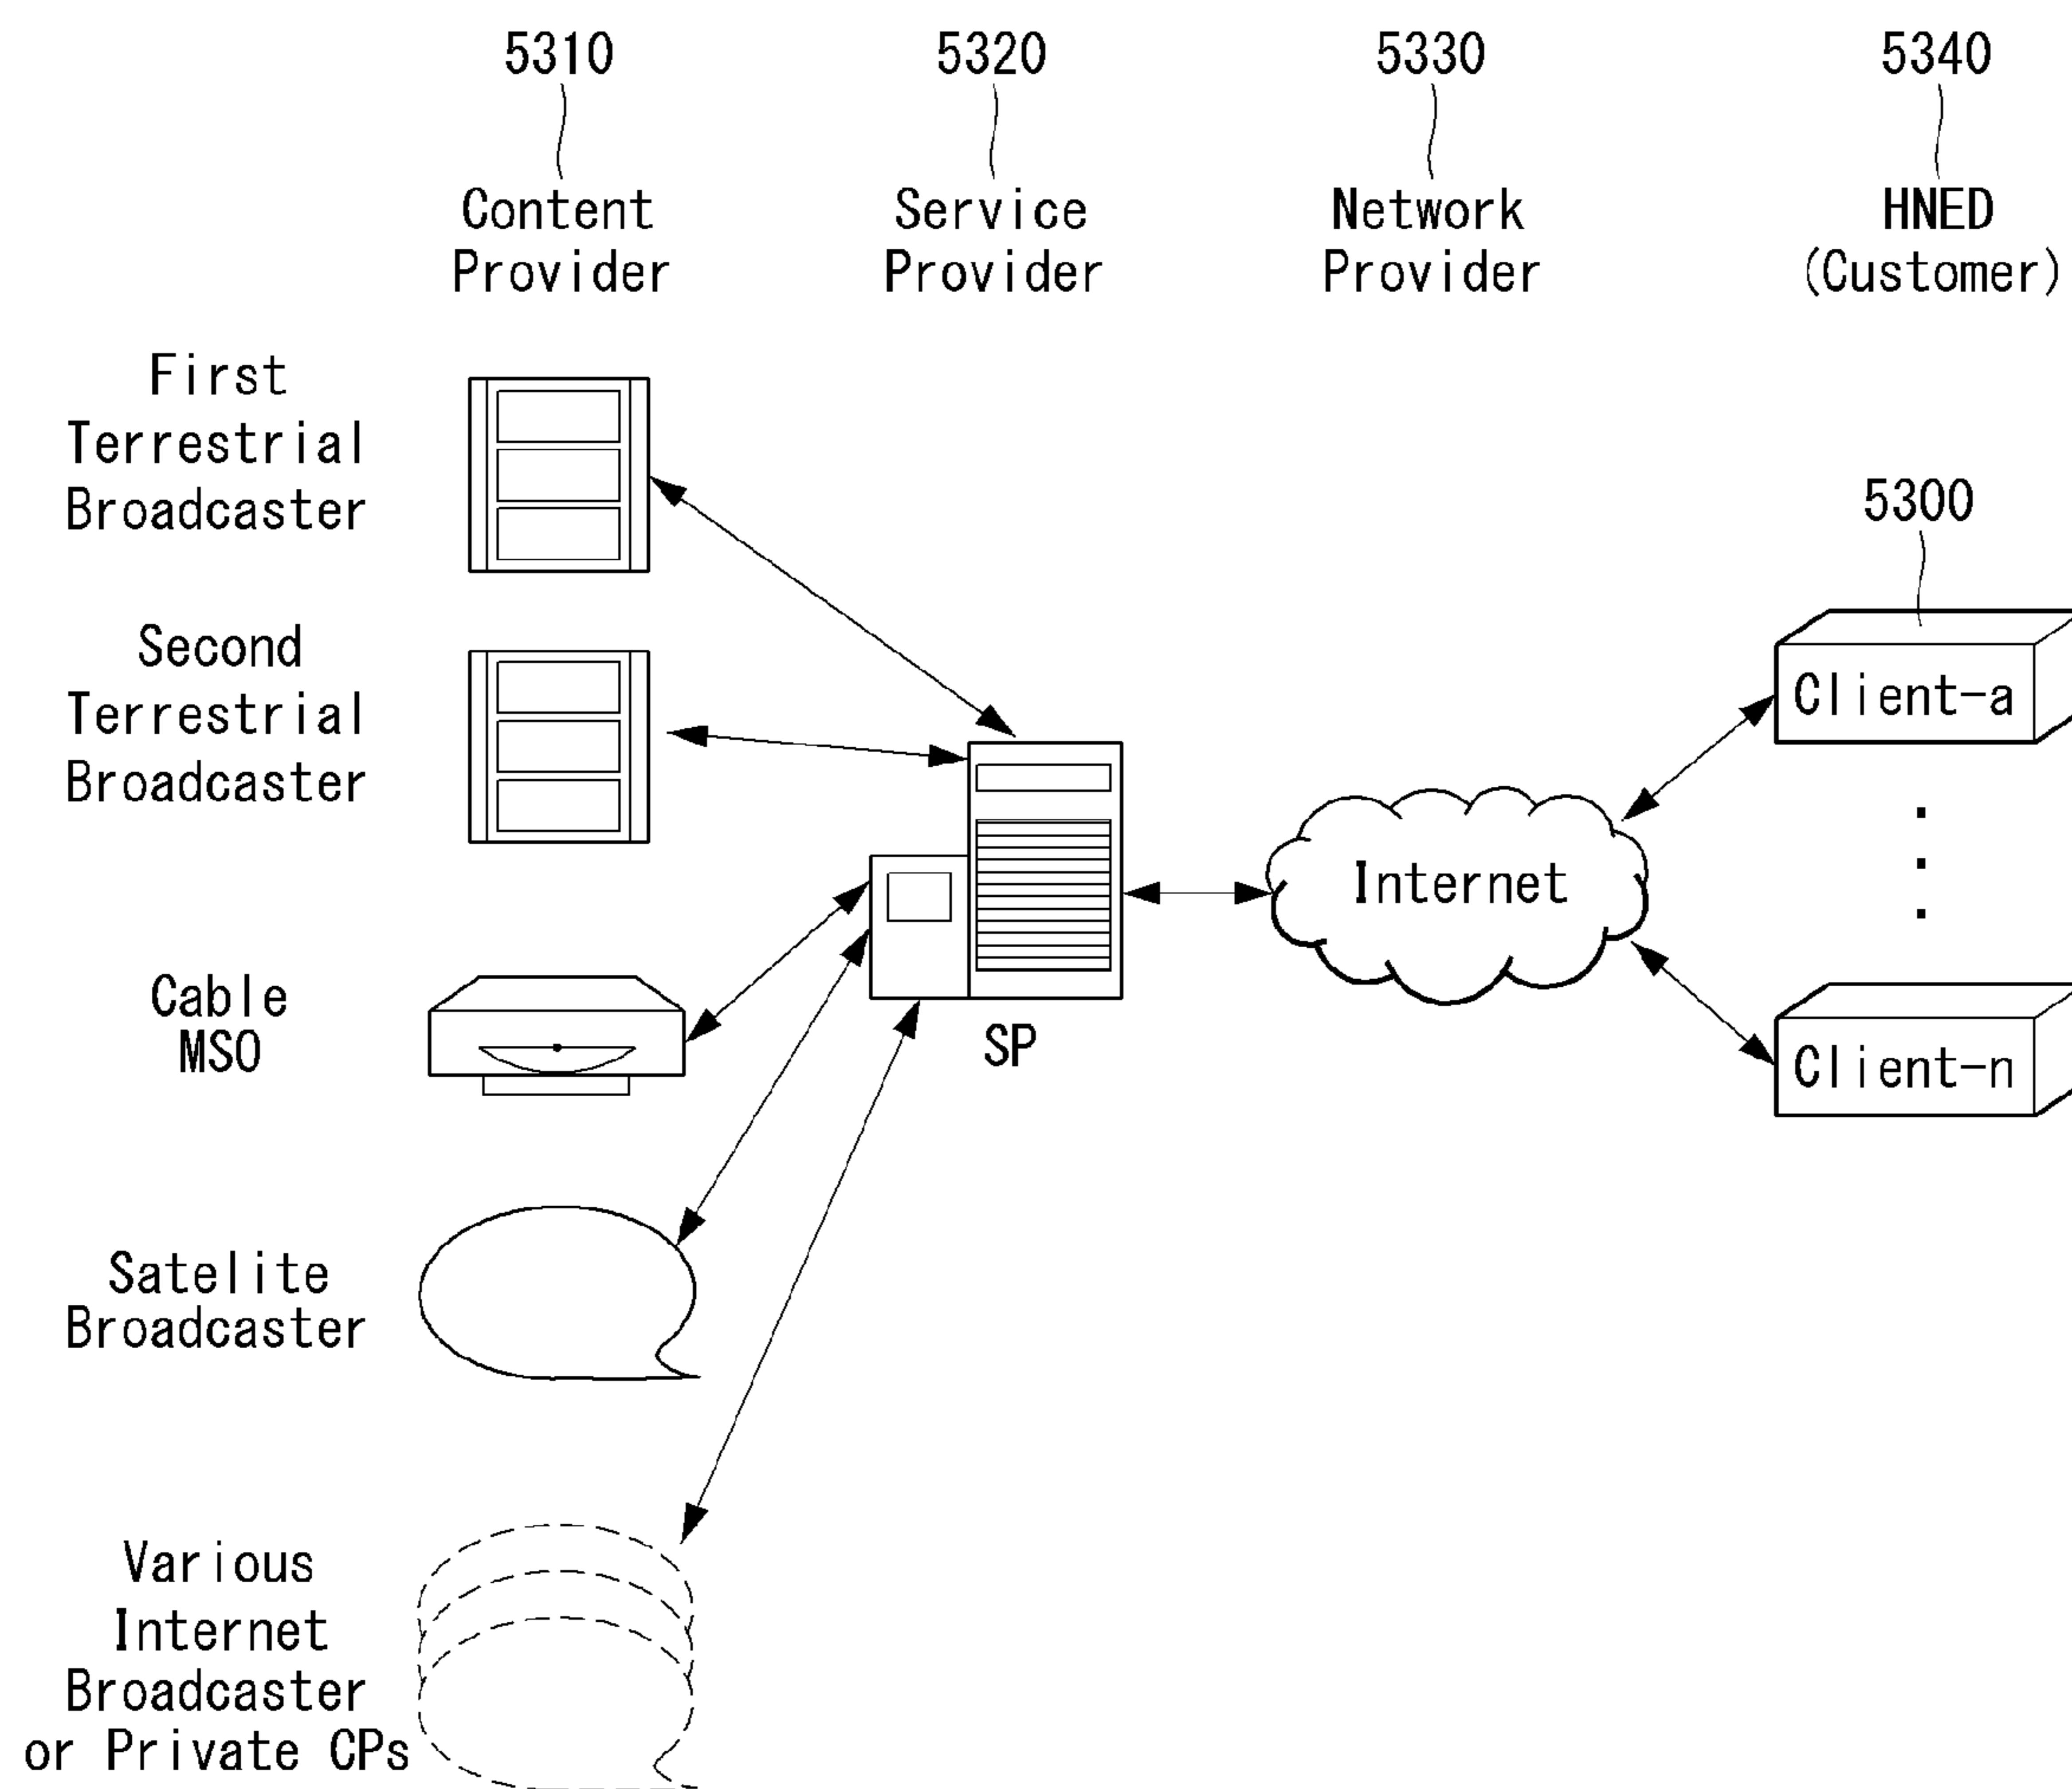 5310
5320
5330
5340
Content
Provider
Service
Provider
Network
Provider
HNED
(Customer)
First
Terrestrial
Broadcaster
5300
Second
Terrestrial
Broadcaster
Client-a
Internet
Cable
MSO
SP
Client-n
Satelite
Broadcaster
Various
Internet
Broadcaster
or Private CPs